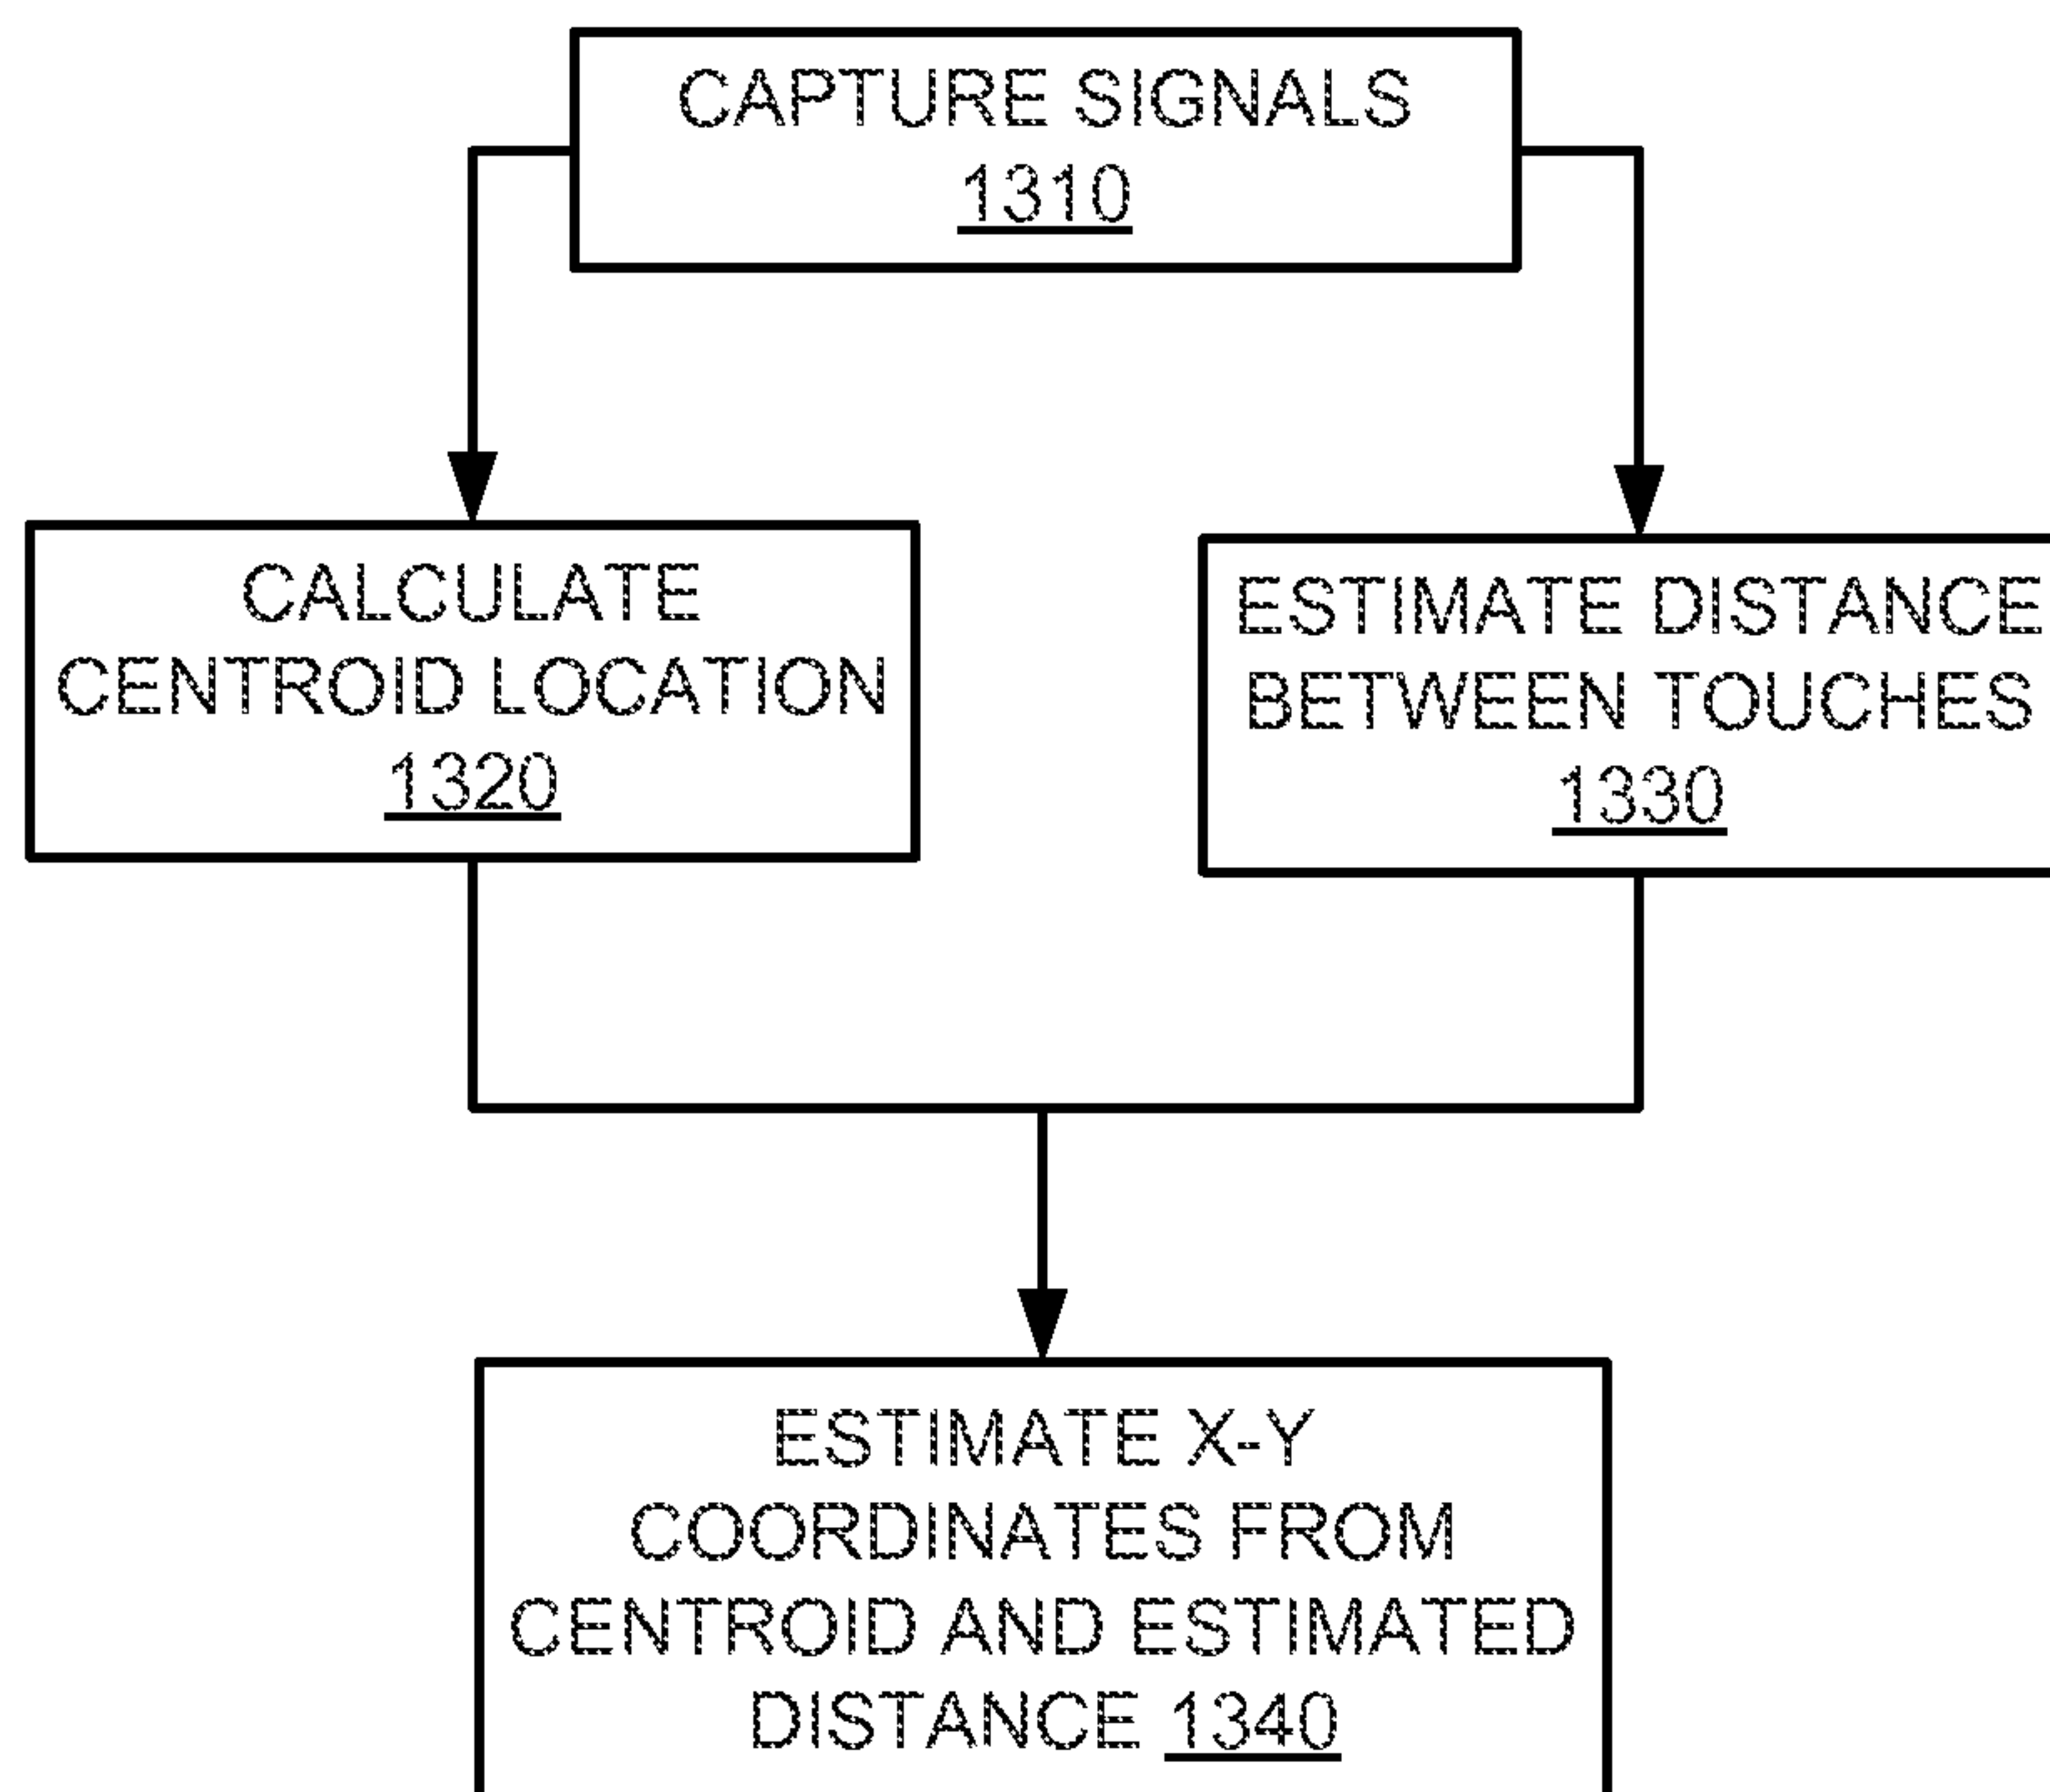 CAPTURE SIGNALS
1310
CALCULATE
CENTROID LOCATION
1320
ESTIMATE DISTANCE
BETWEEN TOUCHES
1330
ESTIMATE X-Y
COORDINATES FROM
CENTROID AND ESTIMATED
DISTANCE 1340